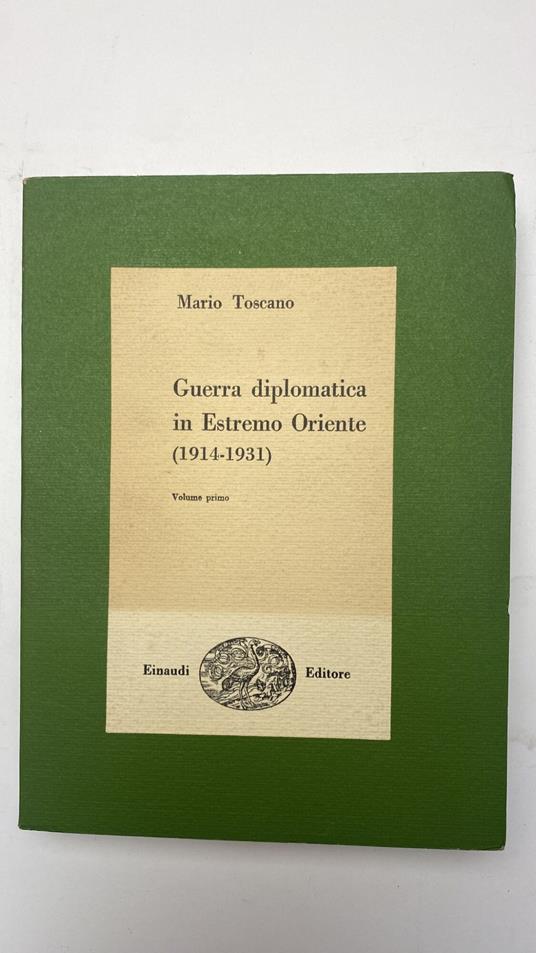 Mario Toscano
Guerra diplomatica
in Estremo Oriente
(1914-1931)
Volume primo
Einaudi Editore